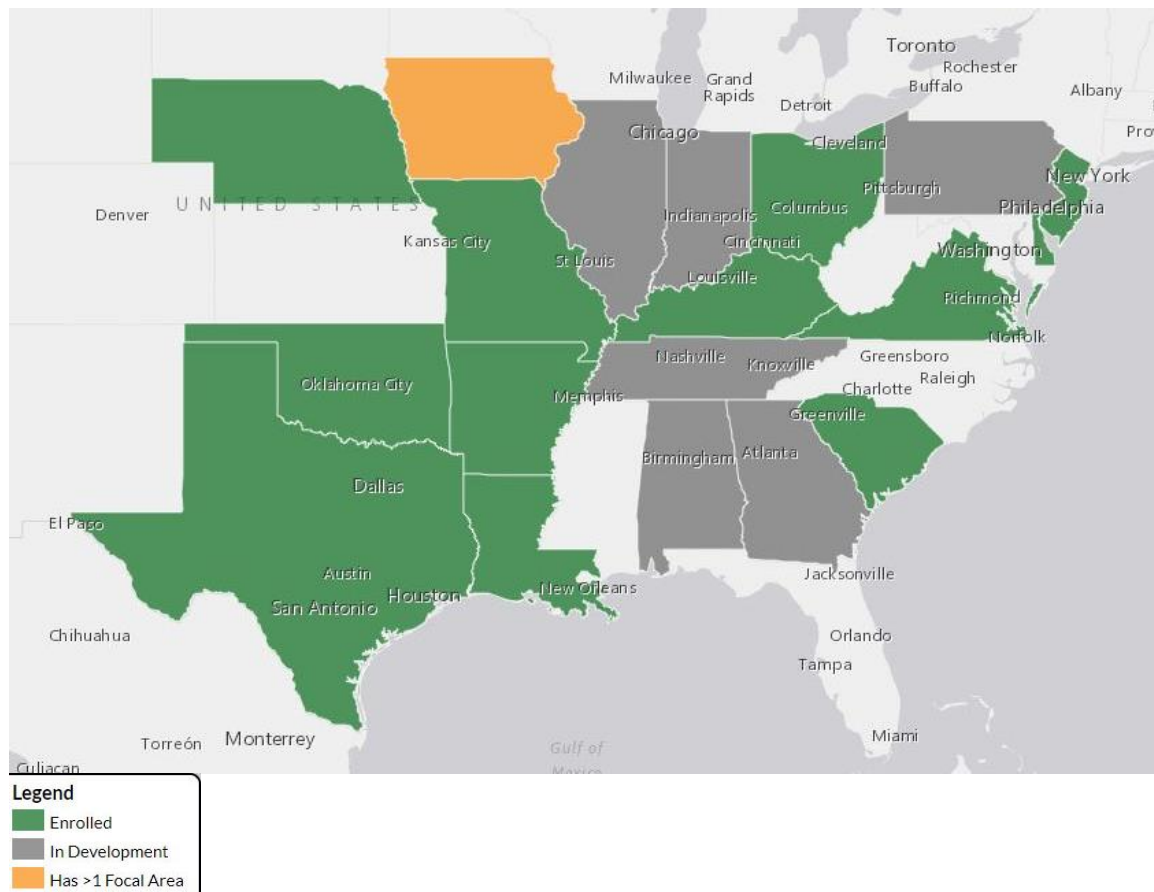 Toronto
Rochester
Milwaukee
Grand
Rapids
Buffalo
Detroit
Albany
Chicago
Cleveland
Pro
New York
Pittsburgh
UNITED STATES
Denver
Indianapolis
Columbus
Philadelphia
Kansas City
Cincinnati
Washington
St Louis
Louisville
Richmond
Norfolk
Nashville
Knoxville
Greensboro
Raleigh
Oklahoma City
Memphis
Charlotte
Greenville
Birmingham
Atlanta
Dallas
El Paso
Austin
Jacksonville
New Orleans
Houston
San Antonio
Chihuahua
Orlando
Tampa
Torreón
Monterrey
Miami
Gulf of
Mexico
Culiacan
Legend
Enrolled
In Development
Has >1 Focal Area